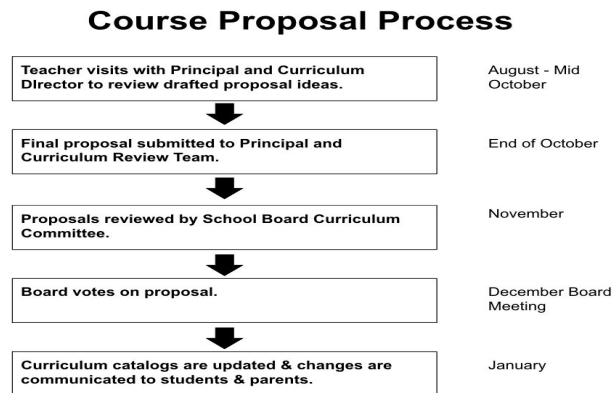 Course Proposal Process
Teacher visits with Principal and Curriculum
DIrector to review drafted proposal ideas.
August - Mid
October
Final proposal submitted to Principal and
Curriculum Review Team.
End of October
Proposals reviewed by School Board Curriculum
Committee.
November
Board votes on proposal.
December Board
Meeting
Curriculum catalogs are updated & changes are
communicated to students & parents.
January